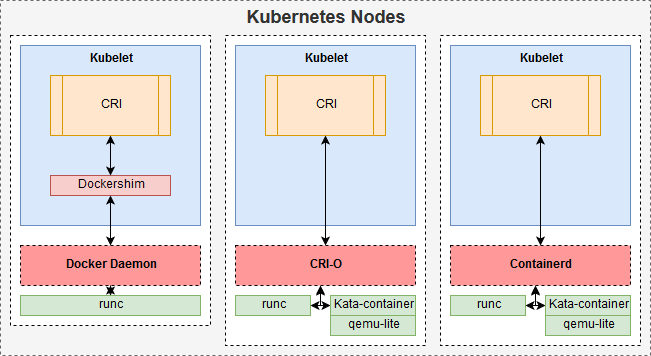 Kubernetes Nodes
Kubelet
CRI
Dockershim
Docker Daemon
runc
Kubelet
CRI
CRI-O
runc
Kata-container
qemu-lite
Kubelet
CRI
Containerd
runc
Kata-container
qemu-lite